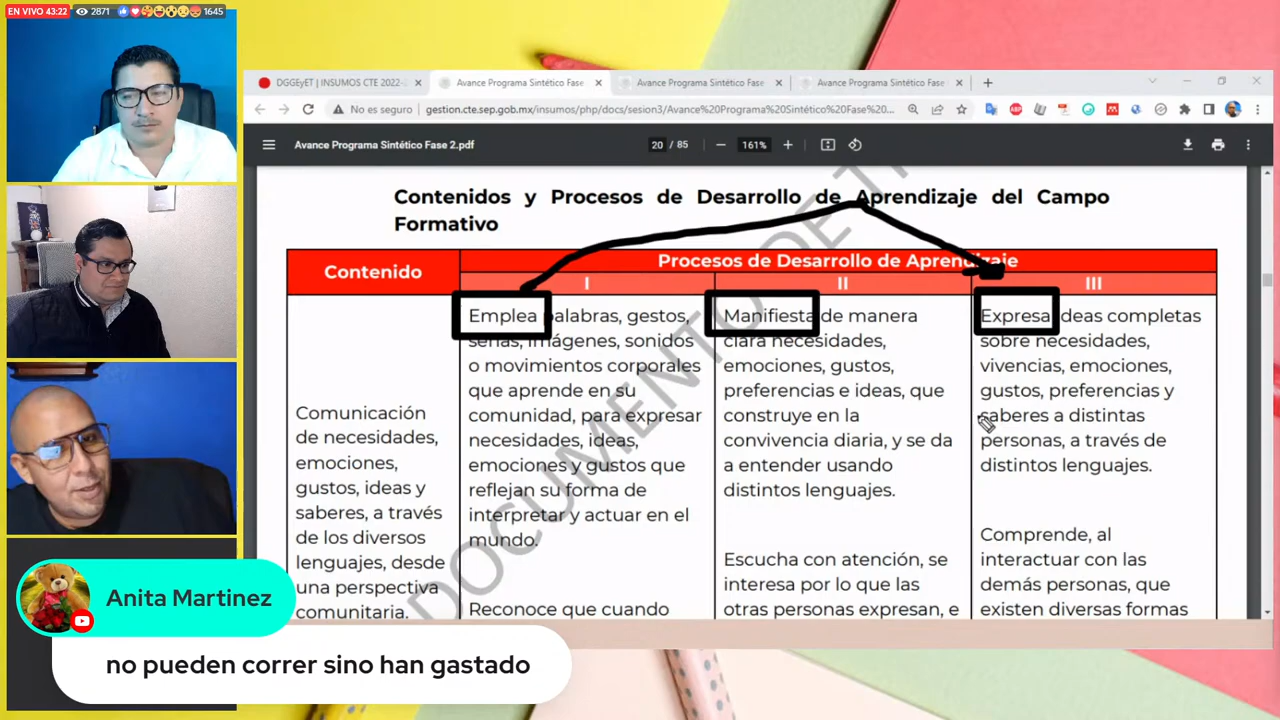 EN VIVO 43:22 2871 1645
DGGEyET | INSUMOS CTE 2022-2
Avance Programa Sintético Fase
Avance Programa Sintético Fase
Avance Programa Sintético Fase
No es seguro
gestion.cte.sep.gob.mx/insumos/php/docs/sesion3/Avance%20Programa%20Sintético%20Fase%20...
Avance Programa Sintético Fase 2.pdf
20 / 85
161%
Contenidos y Procesos de Desarrollo de Aprendizaje del Campo
Formativo
Contenido
Procesos de Desarrollo de Aprendizaje
I
II
III
Comunicación
de necesidades,
emociones,
gustos, ideas y
saberes, a través
de los diversos
lenguajes, desde
una perspectiva
comunitaria.
Emplea palabras, gestos,
señas, imágenes, sonidos
o movimientos corporales
que aprende en su
comunidad, para expresar
necesidades, ideas,
emociones y gustos que
reflejan su forma de
interpretar y actuar en el
mundo.
Reconoce que cuando
Manifiesta de manera
clara necesidades,
emociones, gustos,
preferencias e ideas, que
construye en la
convivencia diaria, y se da
a entender usando
distintos lenguajes.
Escucha con atención, se
interesa por lo que las
otras personas expresan, e
Expresa ideas completas
sobre necesidades,
vivencias, emociones,
gustos, preferencias y
saberes a distintas
personas, a través de
distintos lenguajes.
Comprende, al
interactuar con las
demás personas, que
existen diversas formas
DOCUMENTO DE T
Anita Martinez
no pueden correr sino han gastado